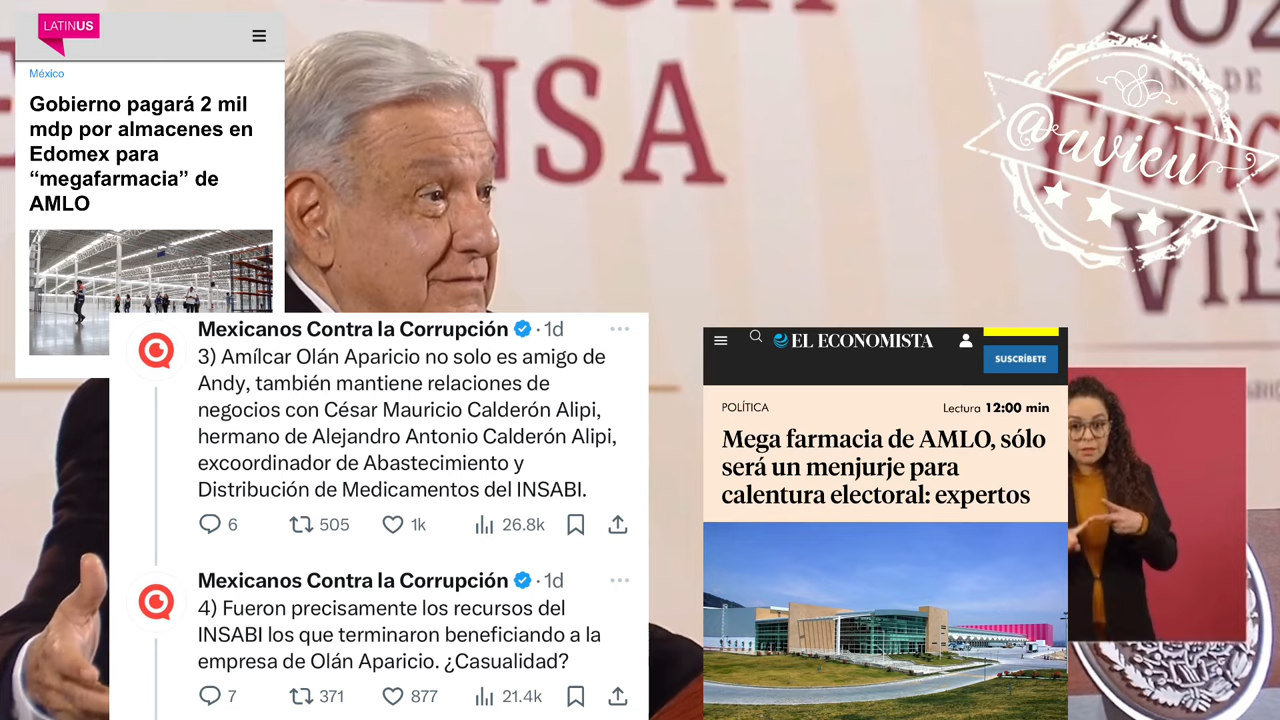 LATINUS
México
Gobierno pagará 2 mil
mdp por almacenes en
Edomex para
“megafarmacia” de
AMLO
NSA
202
@avieu
VIL
Mexicanos Contra la Corrupción · 1d
3) Amílcar Olán Aparicio no solo es amigo de
Andy, también mantiene relaciones de
negocios con César Mauricio Calderón Alipi,
hermano de Alejandro Antonio Calderón Alipi,
excoordinador de Abastecimiento y
Distribución de Medicamentos del INSABI.
6 505 1k 26.8k
Mexicanos Contra la Corrupción · 1d
4) Fueron precisamente los recursos del
INSABI los que terminaron beneficiando a la
empresa de Olán Aparicio. ¿Casualidad?
7 371 877 21.4k
EL ECONOMISTA
SUSCRÍBETE
POLÍTICA
Lectura 12:00 min
Mega farmacia de AMLO, sólo
será un menjurje para
calentura electoral: expertos